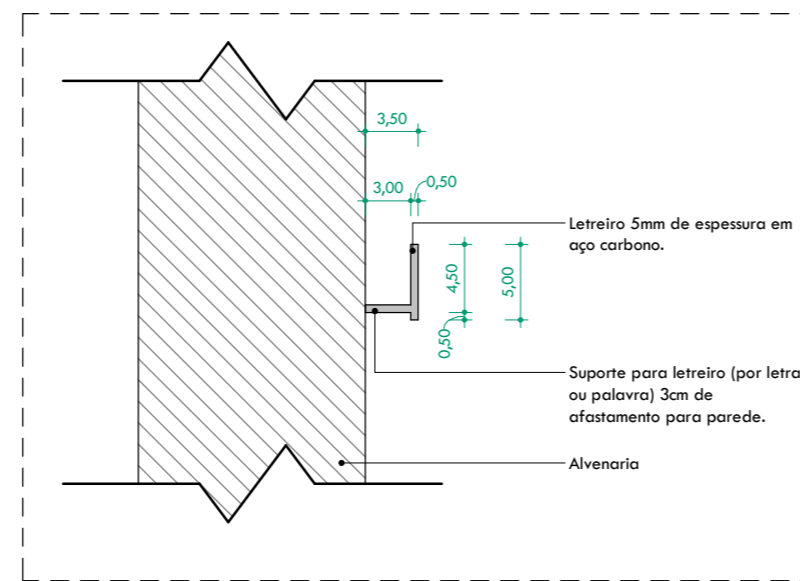 3,50
3,00
0,50
Letreiro 5mm de espessura em
aço carbono.
4,50
5,00
0,50
Suporte para letreiro (por letra
ou palavra) 3cm de
afastamento para parede.
Alvenaria